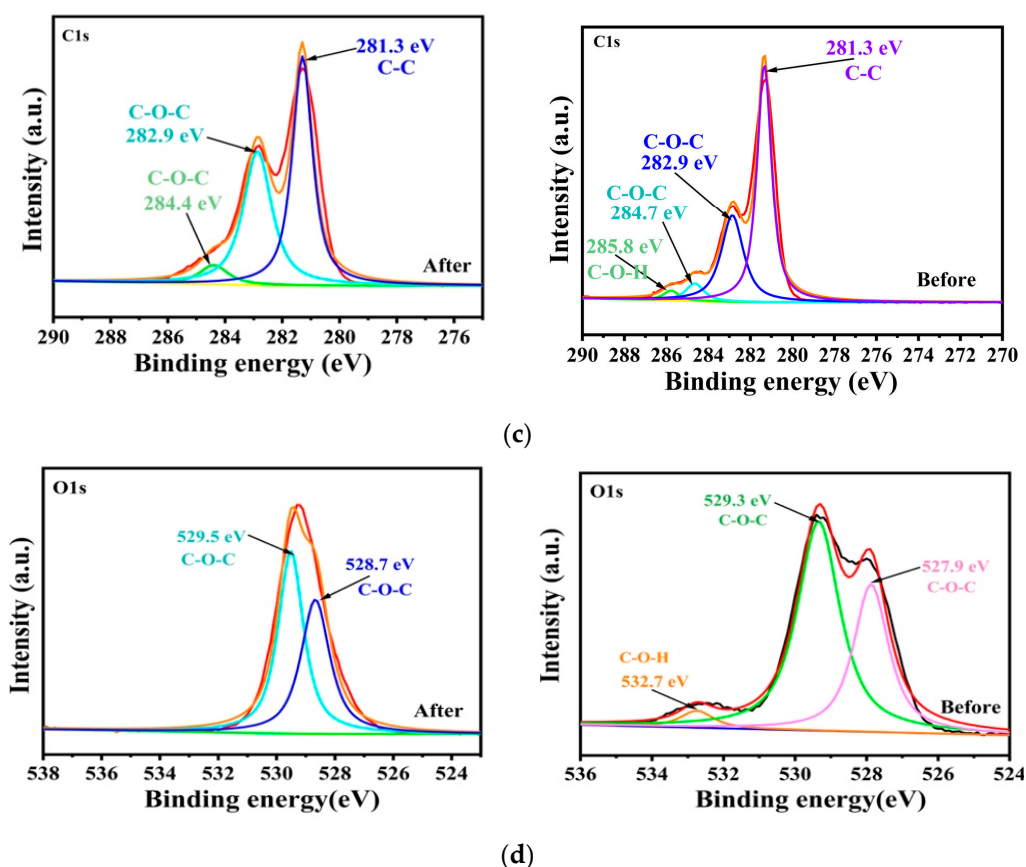 C1s
281.3 eV
C-C
C-O-C
282.9 eV
C-O-C
284.4 eV
After
Intensity (a.u.)
290 288 286 284 282 280 278 276
Binding energy (eV)
C1s
281.3 eV
C-C
C-O-C
282.9 eV
C-O-C
284.7 eV
285.8 eV
C-O-H
Before
Intensity (a.u.)
290 288 286 284 282 280 278 276 274 272 270
Binding energy (eV)
(c)
O1s
529.5 eV
C-O-C
528.7 eV
C-O-C
After
Intensity (a.u.)
538 536 534 532 530 528 526 524
Binding energy(eV)
O1s
529.3 eV
C-O-C
527.9 eV
C-O-C
C-O-H
532.7 eV
Before
Intensity (a.u.)
536 534 532 530 528 526 524
Binding energy(eV)
(d)